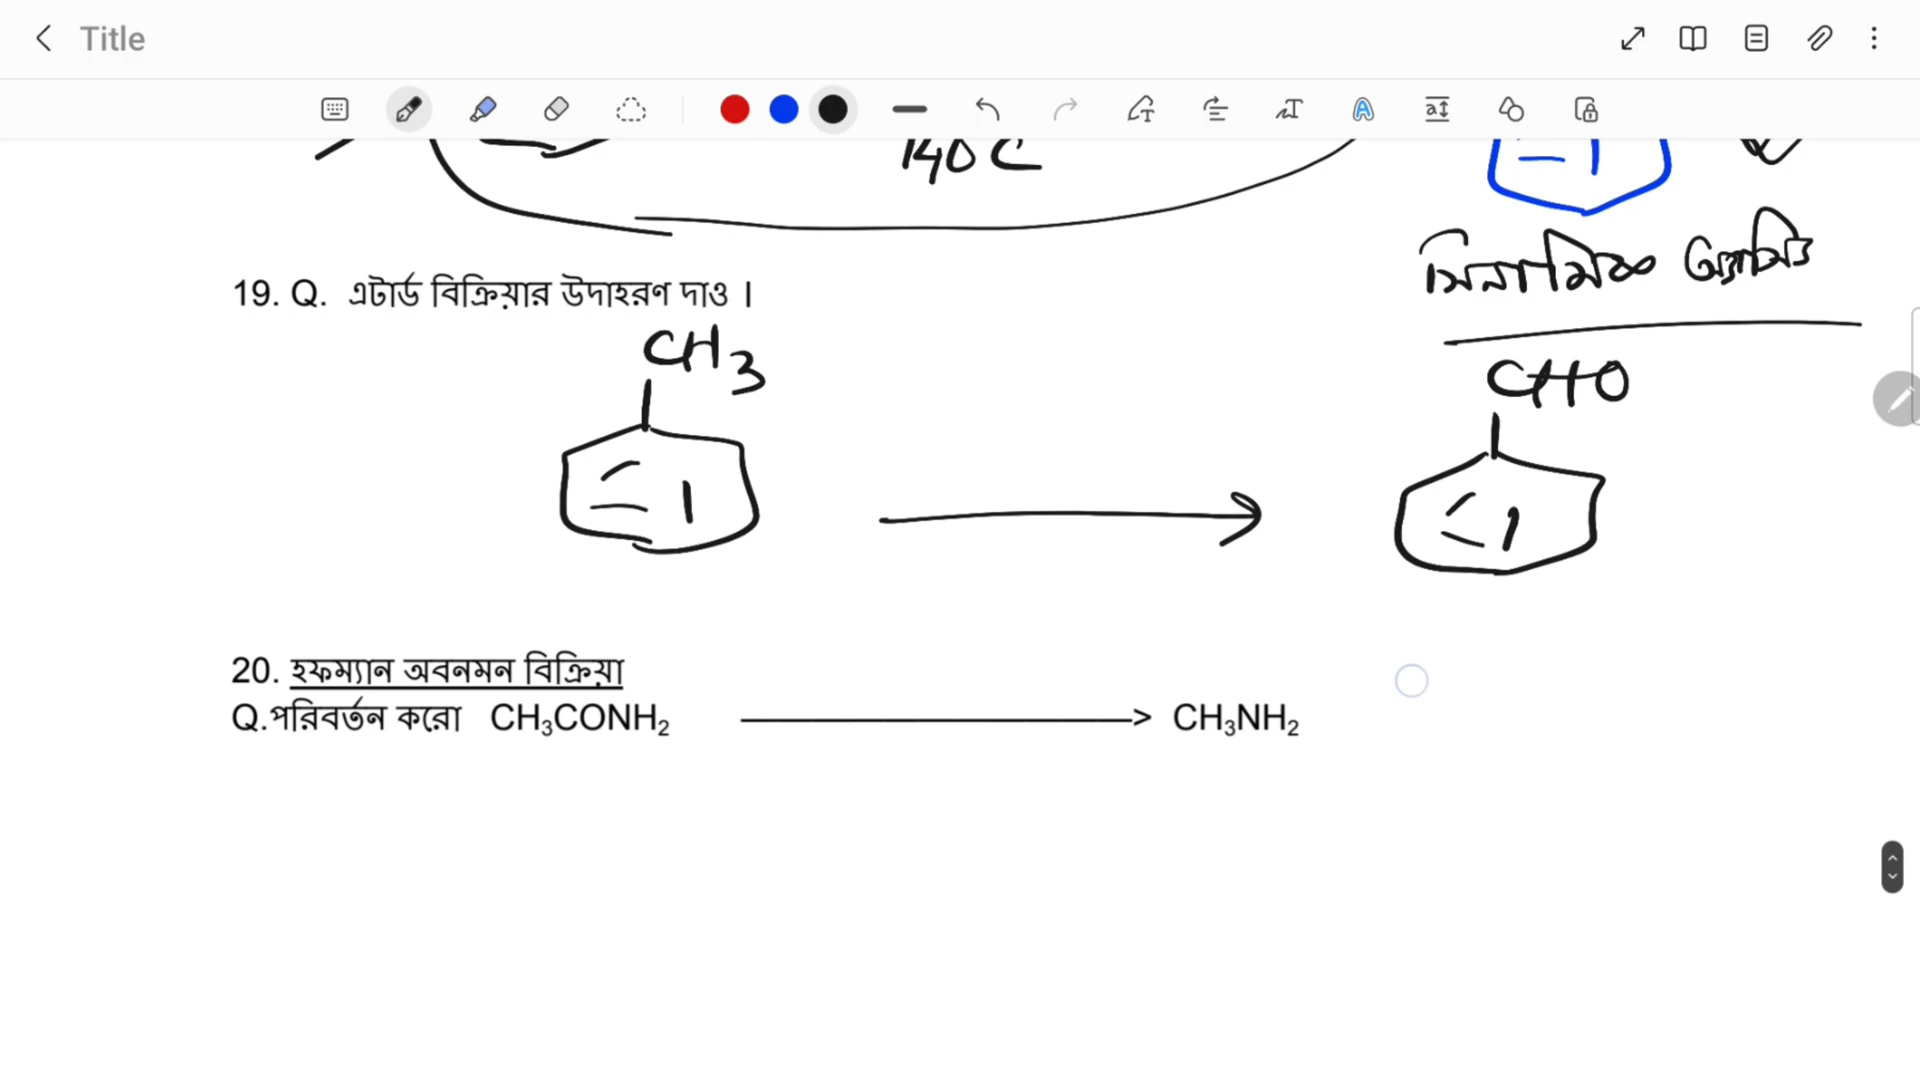 Title
140 C
সিনামিক অ্যাসিড
19. Q. এটার্ড বিক্রিয়ার উদাহরণ দাও ।
CH3
CHO
20. হফম্যান অবনমন বিক্রিয়া
Q.পরিবর্তন করো CH₃CONH₂ ————————> CH₃NH₂